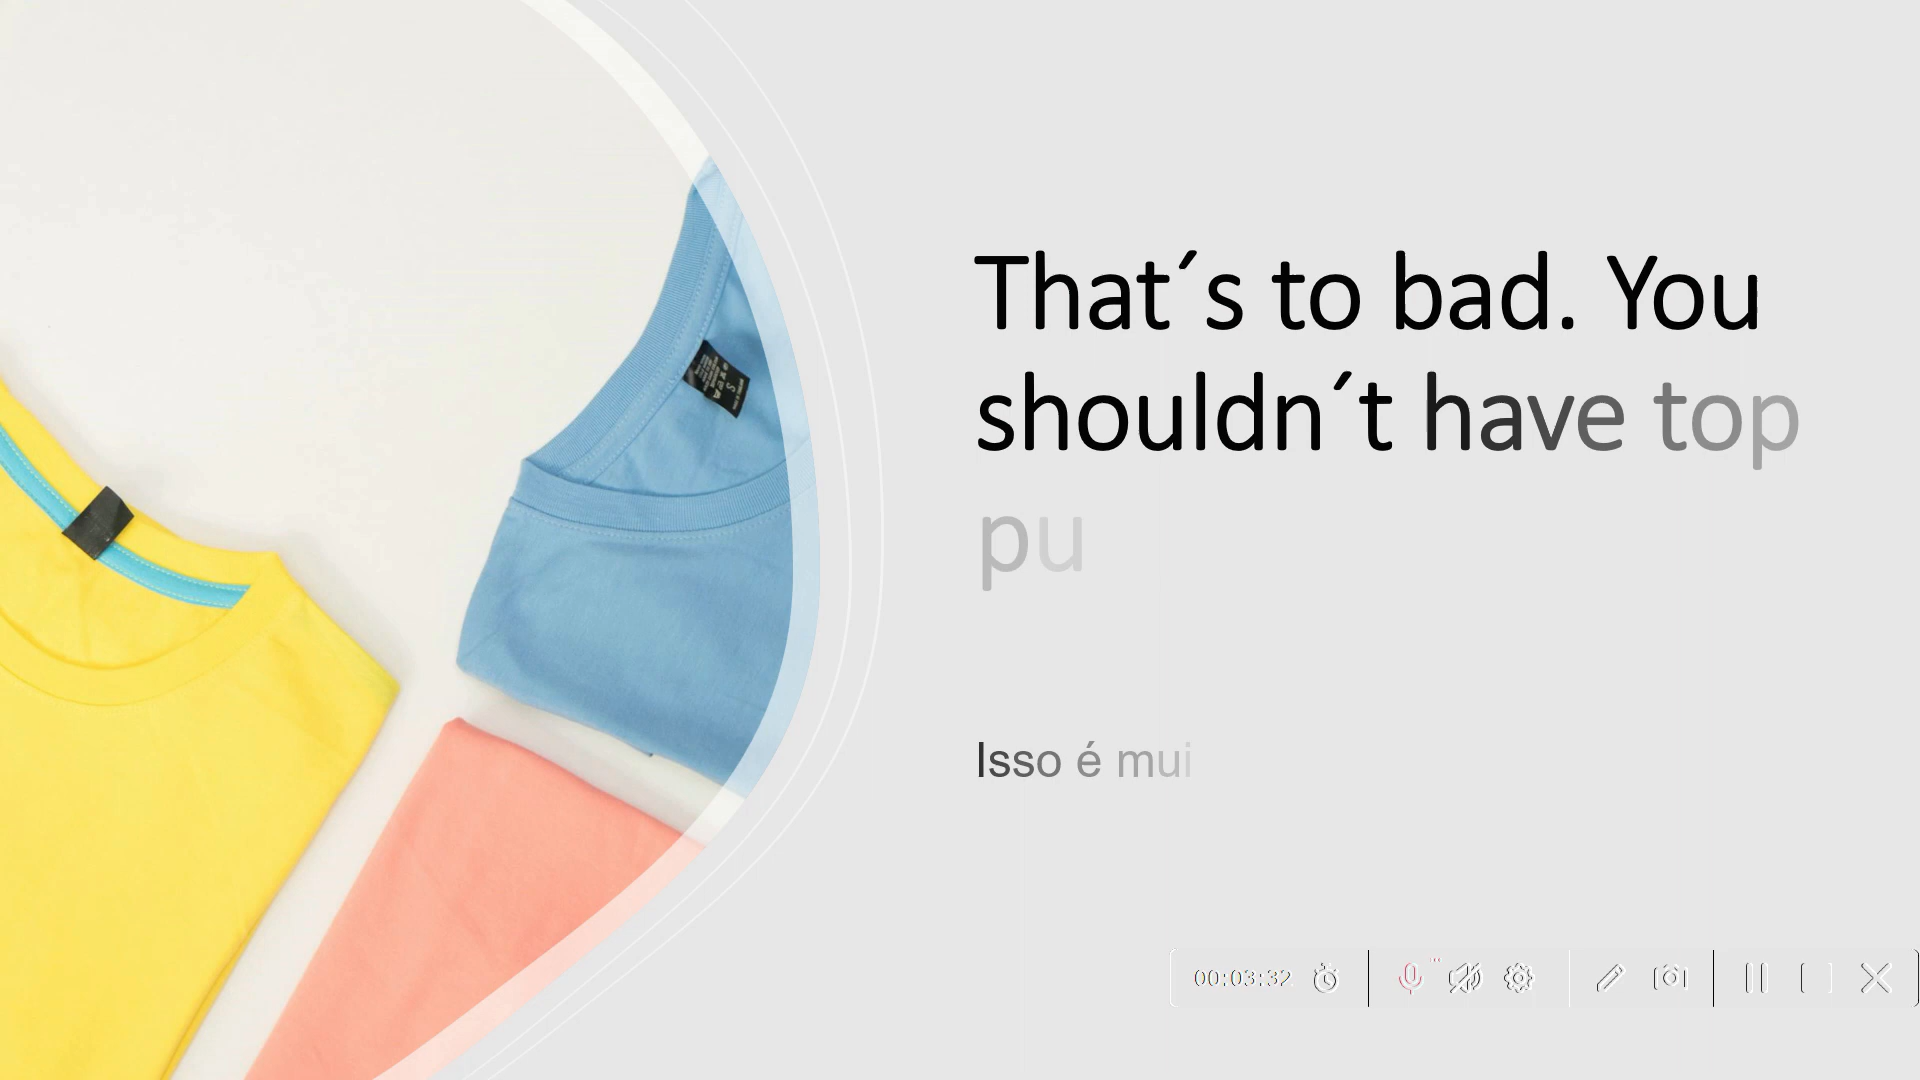 That´s to bad. You
shouldn´t have top
pu
Isso é mui
00:03:32